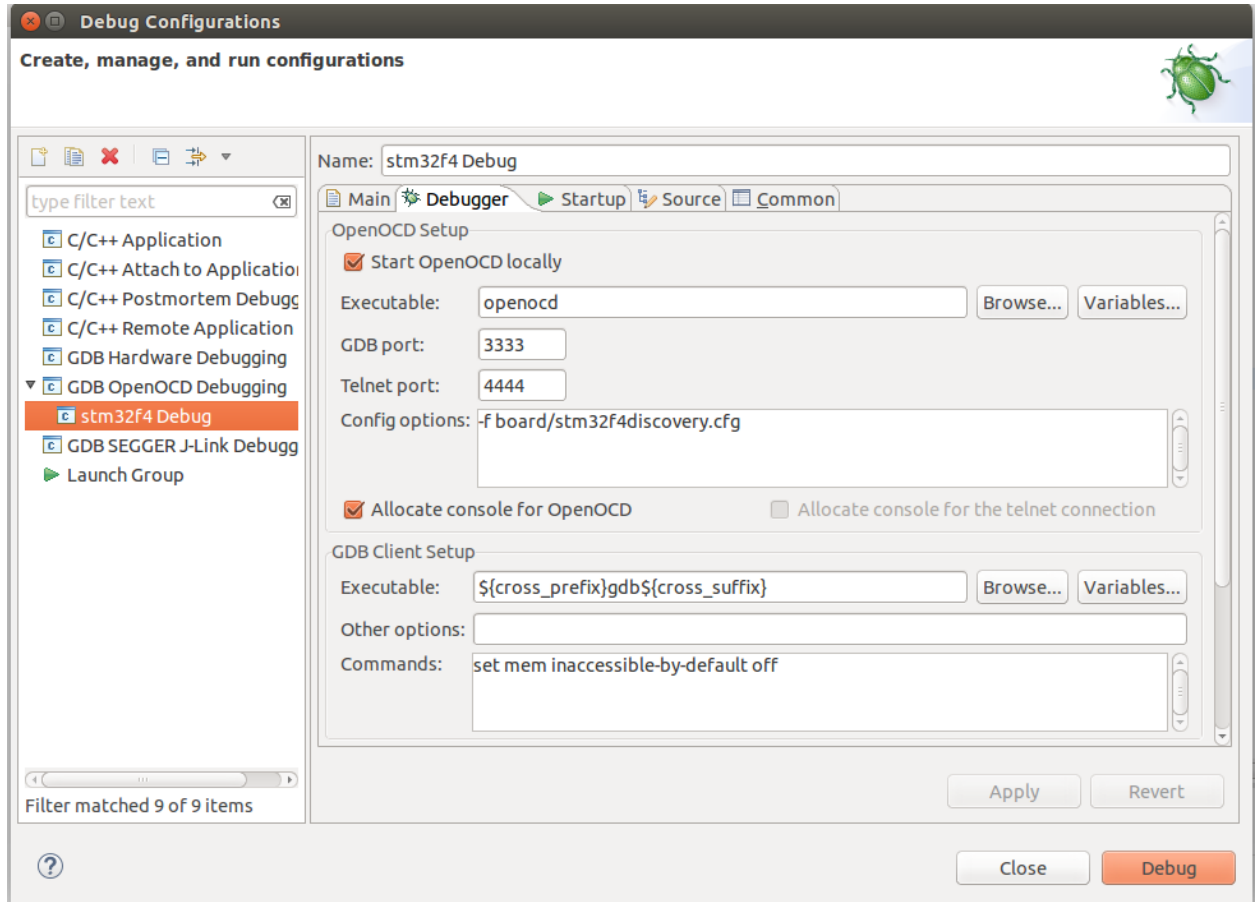 Debug Configurations
Create, manage, and run configurations
type filter text
C/C++ Application
C/C++ Attach to Applicatio
C/C++ Postmortem Debugg
C/C++ Remote Application
GDB Hardware Debugging
GDB OpenOCD Debugging
stm32f4 Debug
GDB SEGGER J-Link Debugg
Launch Group
Filter matched 9 of 9 items
Name: stm32f4 Debug
Main Debugger Startup Source Common
OpenOCD Setup
Start OpenOCD locally
Executable: openocd Browse... Variables...
GDB port: 3333
Telnet port: 4444
Config options: -f board/stm32f4discovery.cfg
Allocate console for OpenOCD Allocate console for the telnet connection
GDB Client Setup
Executable: ${cross_prefix}gdb${cross_suffix} Browse... Variables...
Other options:
Commands: set mem inaccessible-by-default off
Apply Revert
? Close Debug